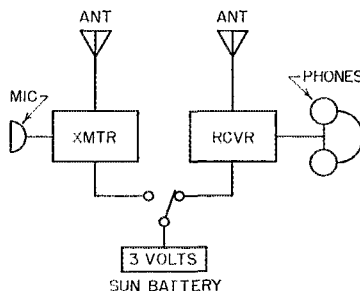 ANT
ANT
PHONES
MIC
XMTR
RCVR
3 VOLTS
SUN BATTERY